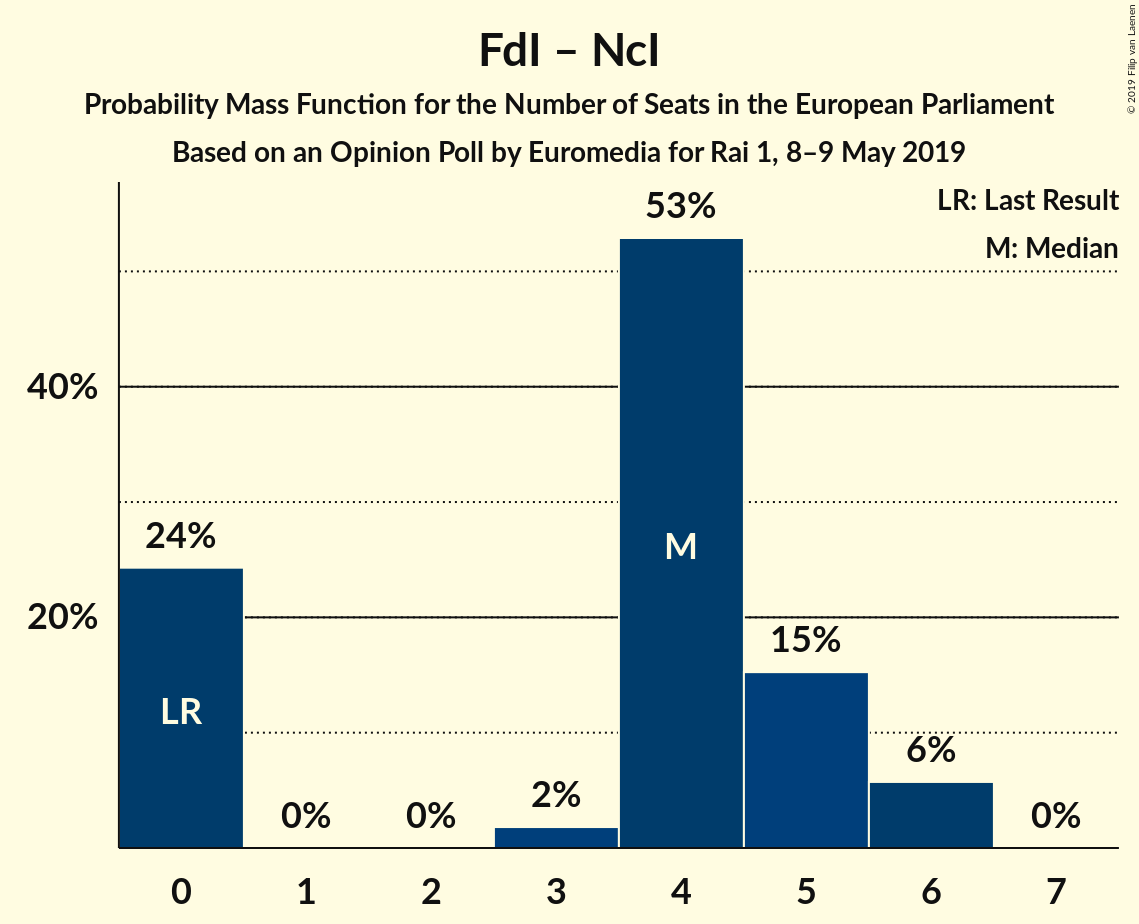 FdI – NcI
Probability Mass Function for the Number of Seats in the European Parliament
Based on an Opinion Poll by Euromedia for Rai 1, 8–9 May 2019
© 2019 Filip van Laenen
LR: Last Result
M: Median
53%
40%
24%
20%
M
LR
15%
6%
2%
0%
0%
0%
0
1
2
3
4
5
6
7